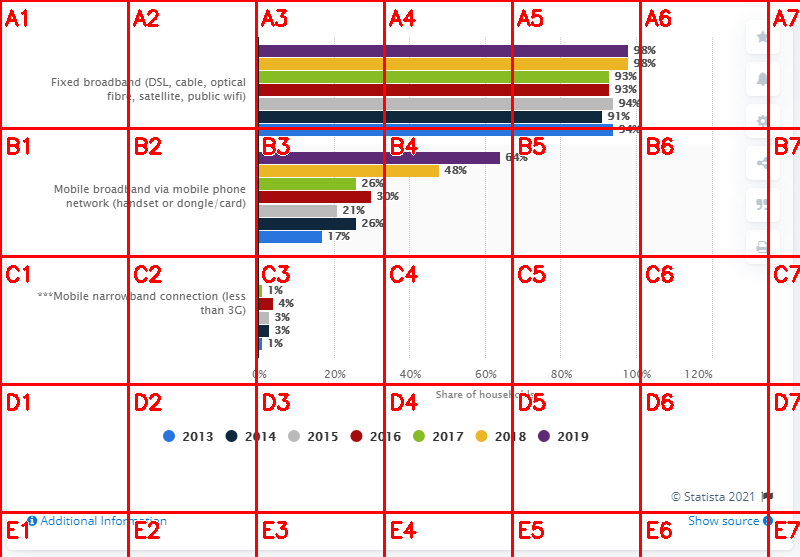 A1 A2 A3 A4 A5 A6 A7
98%
98%
Fixed broadband (DSL, cable, optical
fibre, satellite, public wifi)
93%
93%
94%
91%
94%
B1 B2 B3 B4 B5 B6 B7
64%
48%
Mobile broadband via mobile phone
network (handset or dongle/card)
26%
30%
21%
26%
17%
C1 C2 C3 C4 C5 C6 C7
***Mobile narrowband connection (less
than 3G)
1%
4%
3%
3%
1%
0% 20% 40% 60% 80% 100% 120%
Share of households
D1 D2 D3 D4 D5 D6 D7
2013 2014 2015 2016 2017 2018 2019
© Statista 2021
E1 E2 E3 E4 E5 E6 E7
Additional Information
Show source